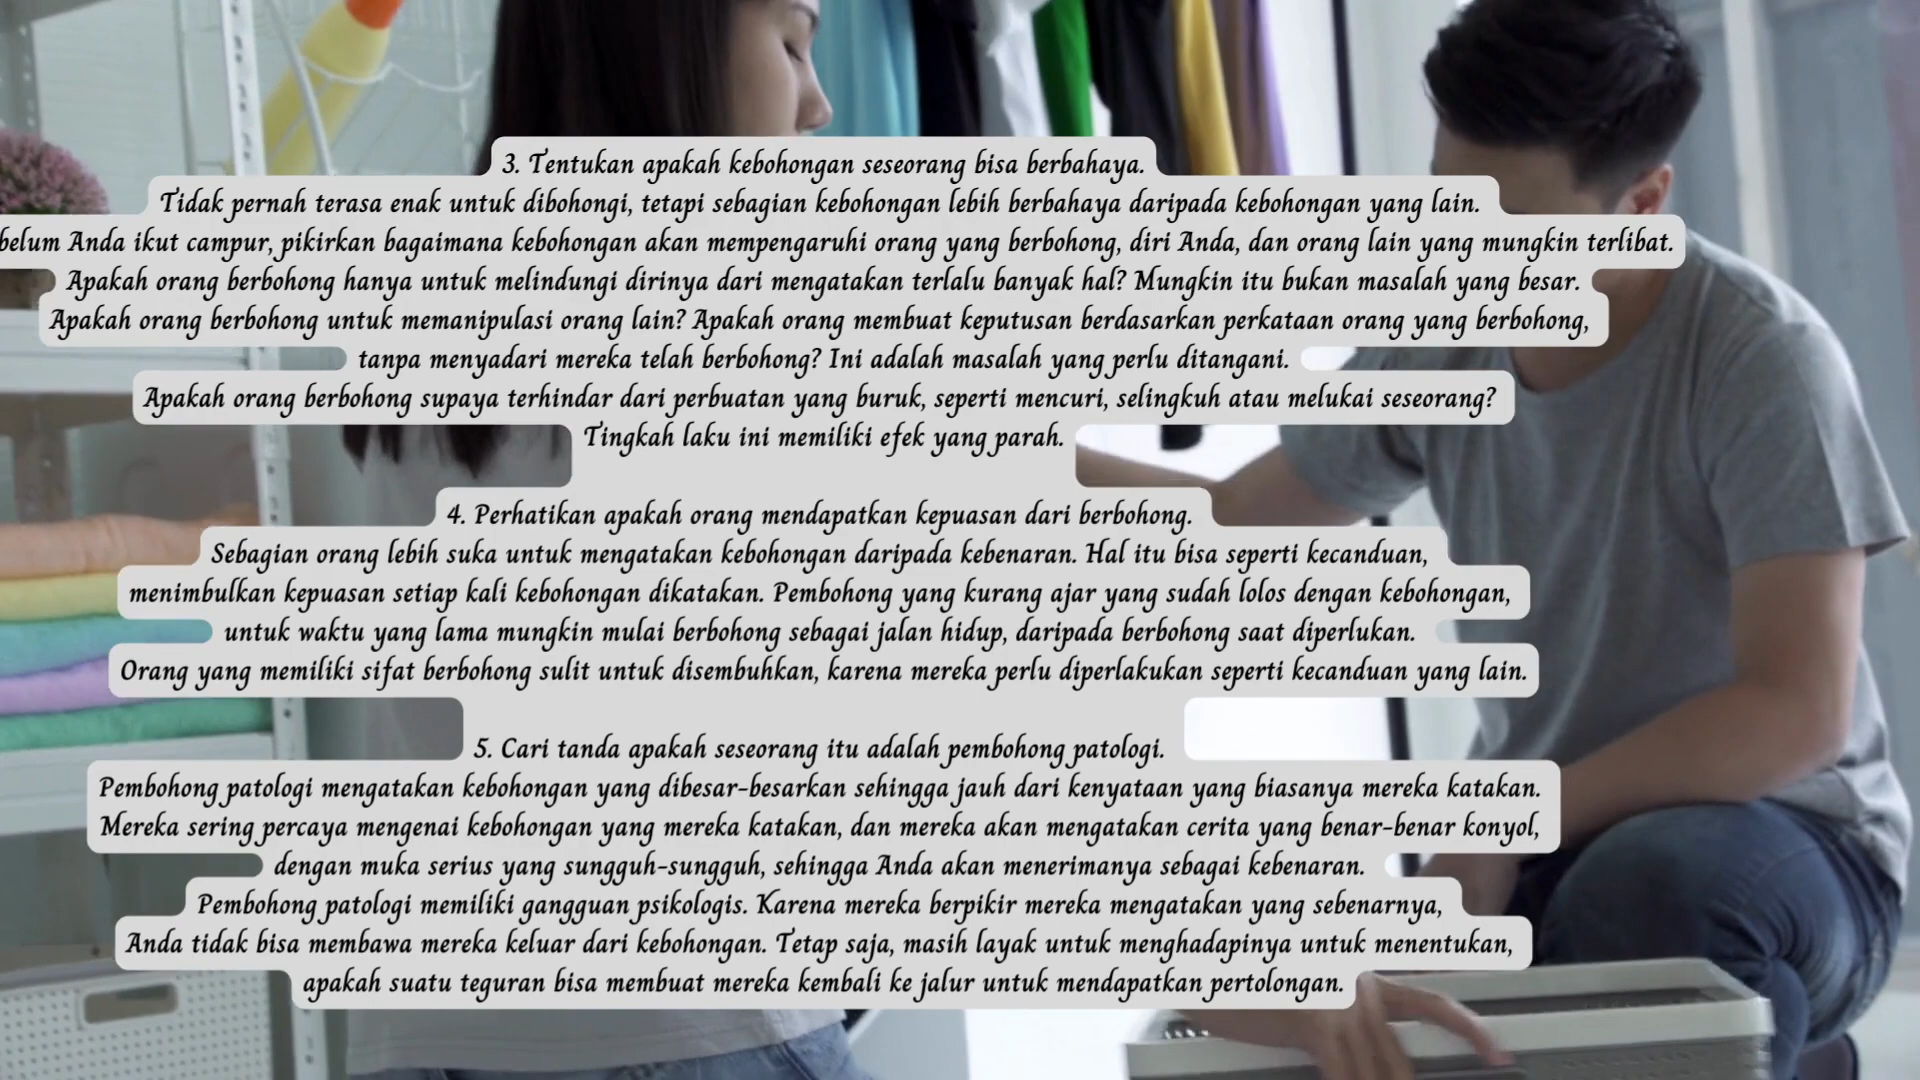 3. Tentukan apakah kebohongan seseorang bisa berbahaya.
Tidak pernah terasa enak untuk dibohongi, tetapi sebagian kebohongan lebih berbahaya daripada kebohongan yang lain.
belum Anda ikut campur, pikirkan bagaimana kebohongan akan mempengaruhi orang yang berbohong, diri Anda, dan orang lain yang mungkin terlibat.
Apakah orang berbohong hanya untuk melindungi dirinya dari mengatakan terlalu banyak hal? Mungkin itu bukan masalah yang besar.
Apakah orang berbohong untuk memanipulasi orang lain? Apakah orang membuat keputusan berdasarkan perkataan orang yang berbohong,
tanpa menyadari mereka telah berbohong? Ini adalah masalah yang perlu ditangani.
Apakah orang berbohong supaya terhindar dari perbuatan yang buruk, seperti mencuri, selingkuh atau melukai seseorang?
Tingkah laku ini memiliki efek yang parah.
4. Perhatikan apakah orang mendapatkan kepuasan dari berbohong.
Sebagian orang lebih suka untuk mengatakan kebohongan daripada kebenaran. Hal itu bisa seperti kecanduan,
menimbulkan kepuasan setiap kali kebohongan dikatakan. Pembohong yang kurang ajar yang sudah lolos dengan kebohongan,
untuk waktu yang lama mungkin mulai berbohong sebagai jalan hidup, daripada berbohong saat diperlukan.
Orang yang memiliki sifat berbohong sulit untuk disembuhkan, karena mereka perlu diperlakukan seperti kecanduan yang lain.
5. Cari tanda apakah seseorang itu adalah pembohong patologi.
Pembohong patologi mengatakan kebohongan yang dibesar-besarkan sehingga jauh dari kenyataan yang biasanya mereka katakan.
Mereka sering percaya mengenai kebohongan yang mereka katakan, dan mereka akan mengatakan cerita yang benar-benar konyol,
dengan muka serius yang sungguh-sungguh, sehingga Anda akan menerimanya sebagai kebenaran.
Pembohong patologi memiliki gangguan psikologis. Karena mereka berpikir mereka mengatakan yang sebenarnya,
Anda tidak bisa membawa mereka keluar dari kebohongan. Tetap saja, masih layak untuk menghadapinya untuk menentukan,
apakah suatu teguran bisa membuat mereka kembali ke jalur untuk mendapatkan pertolongan.